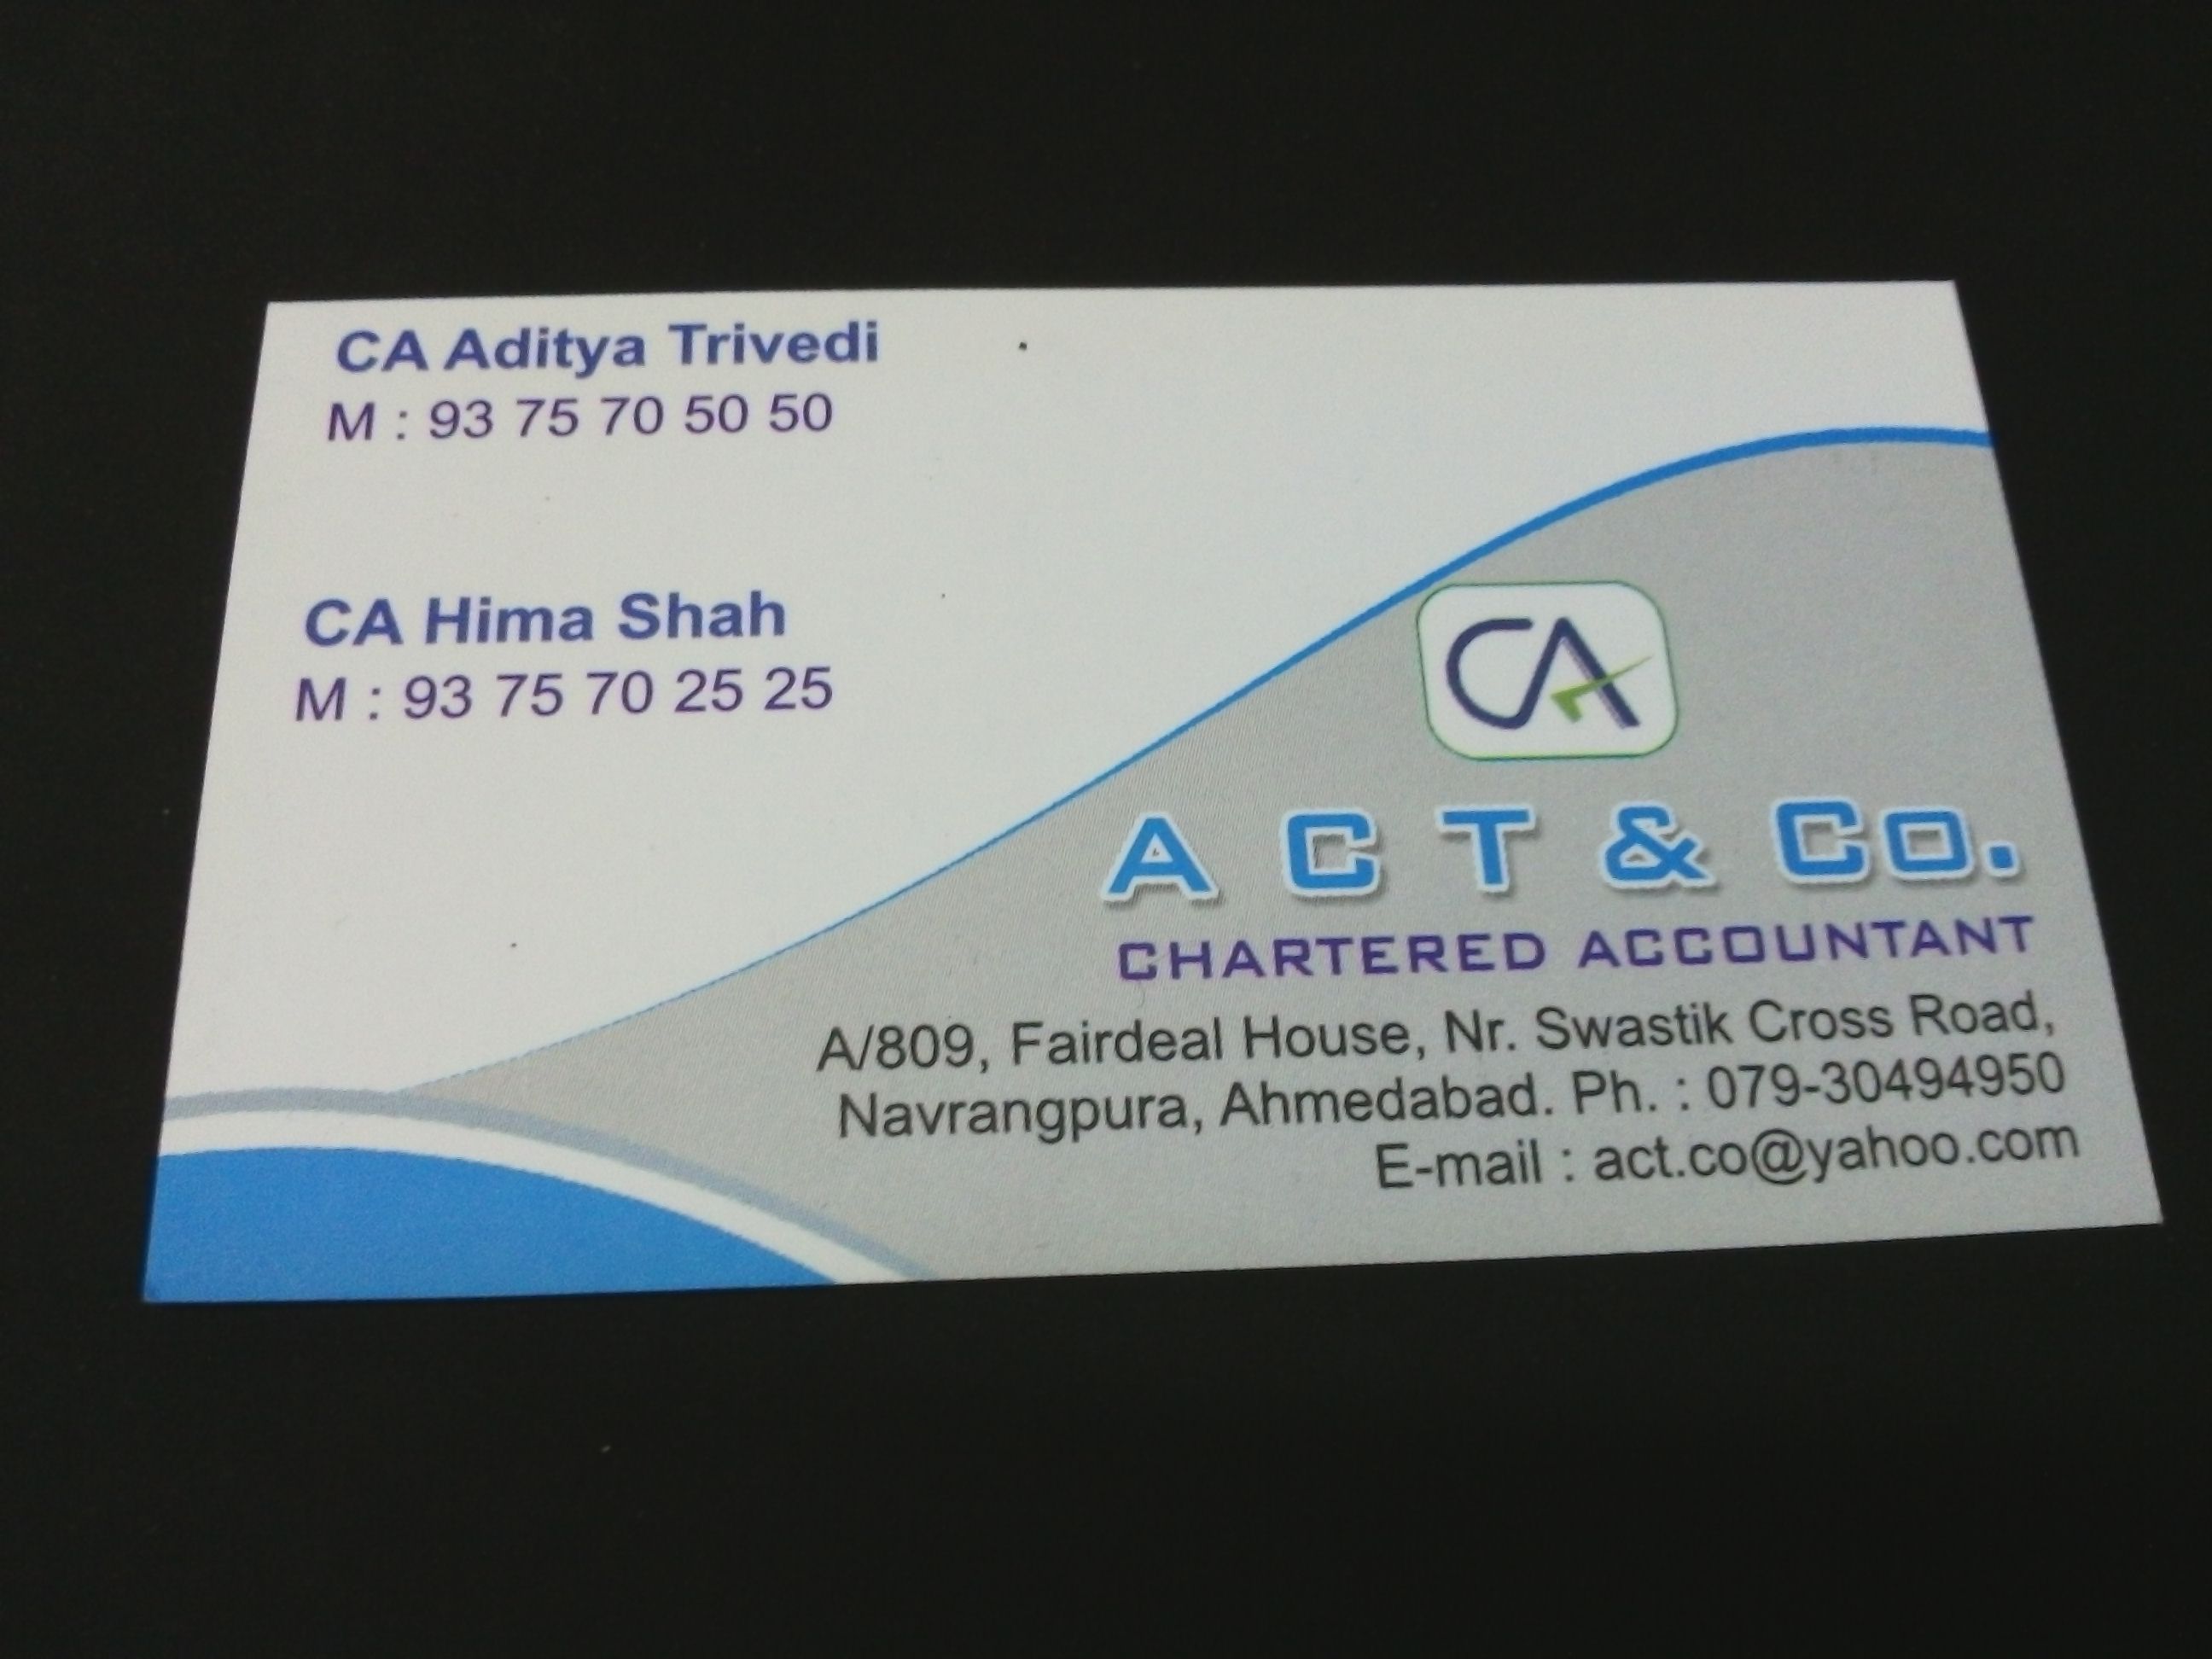 CA Aditya Trivedi
M : 93 75 70 50 50
CA Hima Shah
M : 93 75 70 25 25
CA
A C T & Co.
CHARTERED ACCOUNTANT
A/809, Fairdeal House, Nr. Swastik Cross Road,
Navrangpura, Ahmedabad. Ph. : 079-30494950
E-mail : act.co@yahoo.com